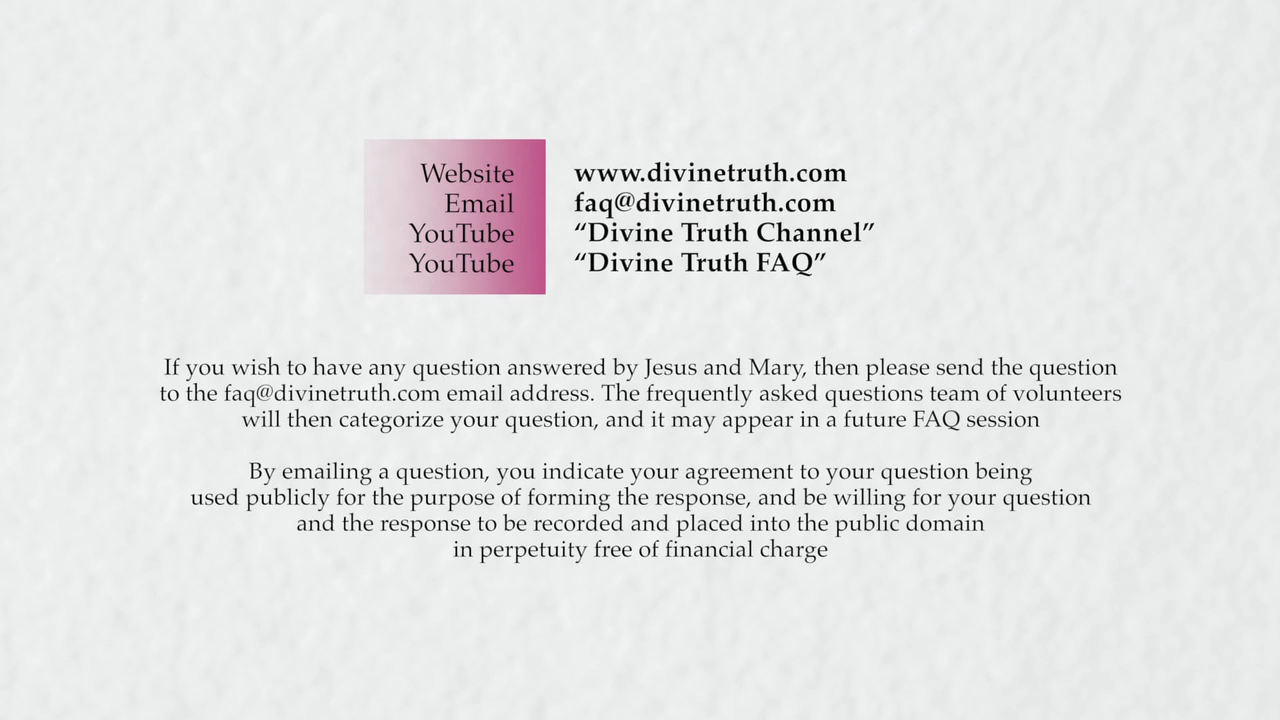 Website www.divinetruth.com
Email faq@divinetruth.com
YouTube “Divine Truth Channel”
YouTube “Divine Truth FAQ”
If you wish to have any question answered by Jesus and Mary, then please send the question
to the faq@divinetruth.com email address. The frequently asked questions team of volunteers
will then categorize your question, and it may appear in a future FAQ session
By emailing a question, you indicate your agreement to your question being
used publicly for the purpose of forming the response, and be willing for your question
and the response to be recorded and placed into the public domain
in perpetuity free of financial charge